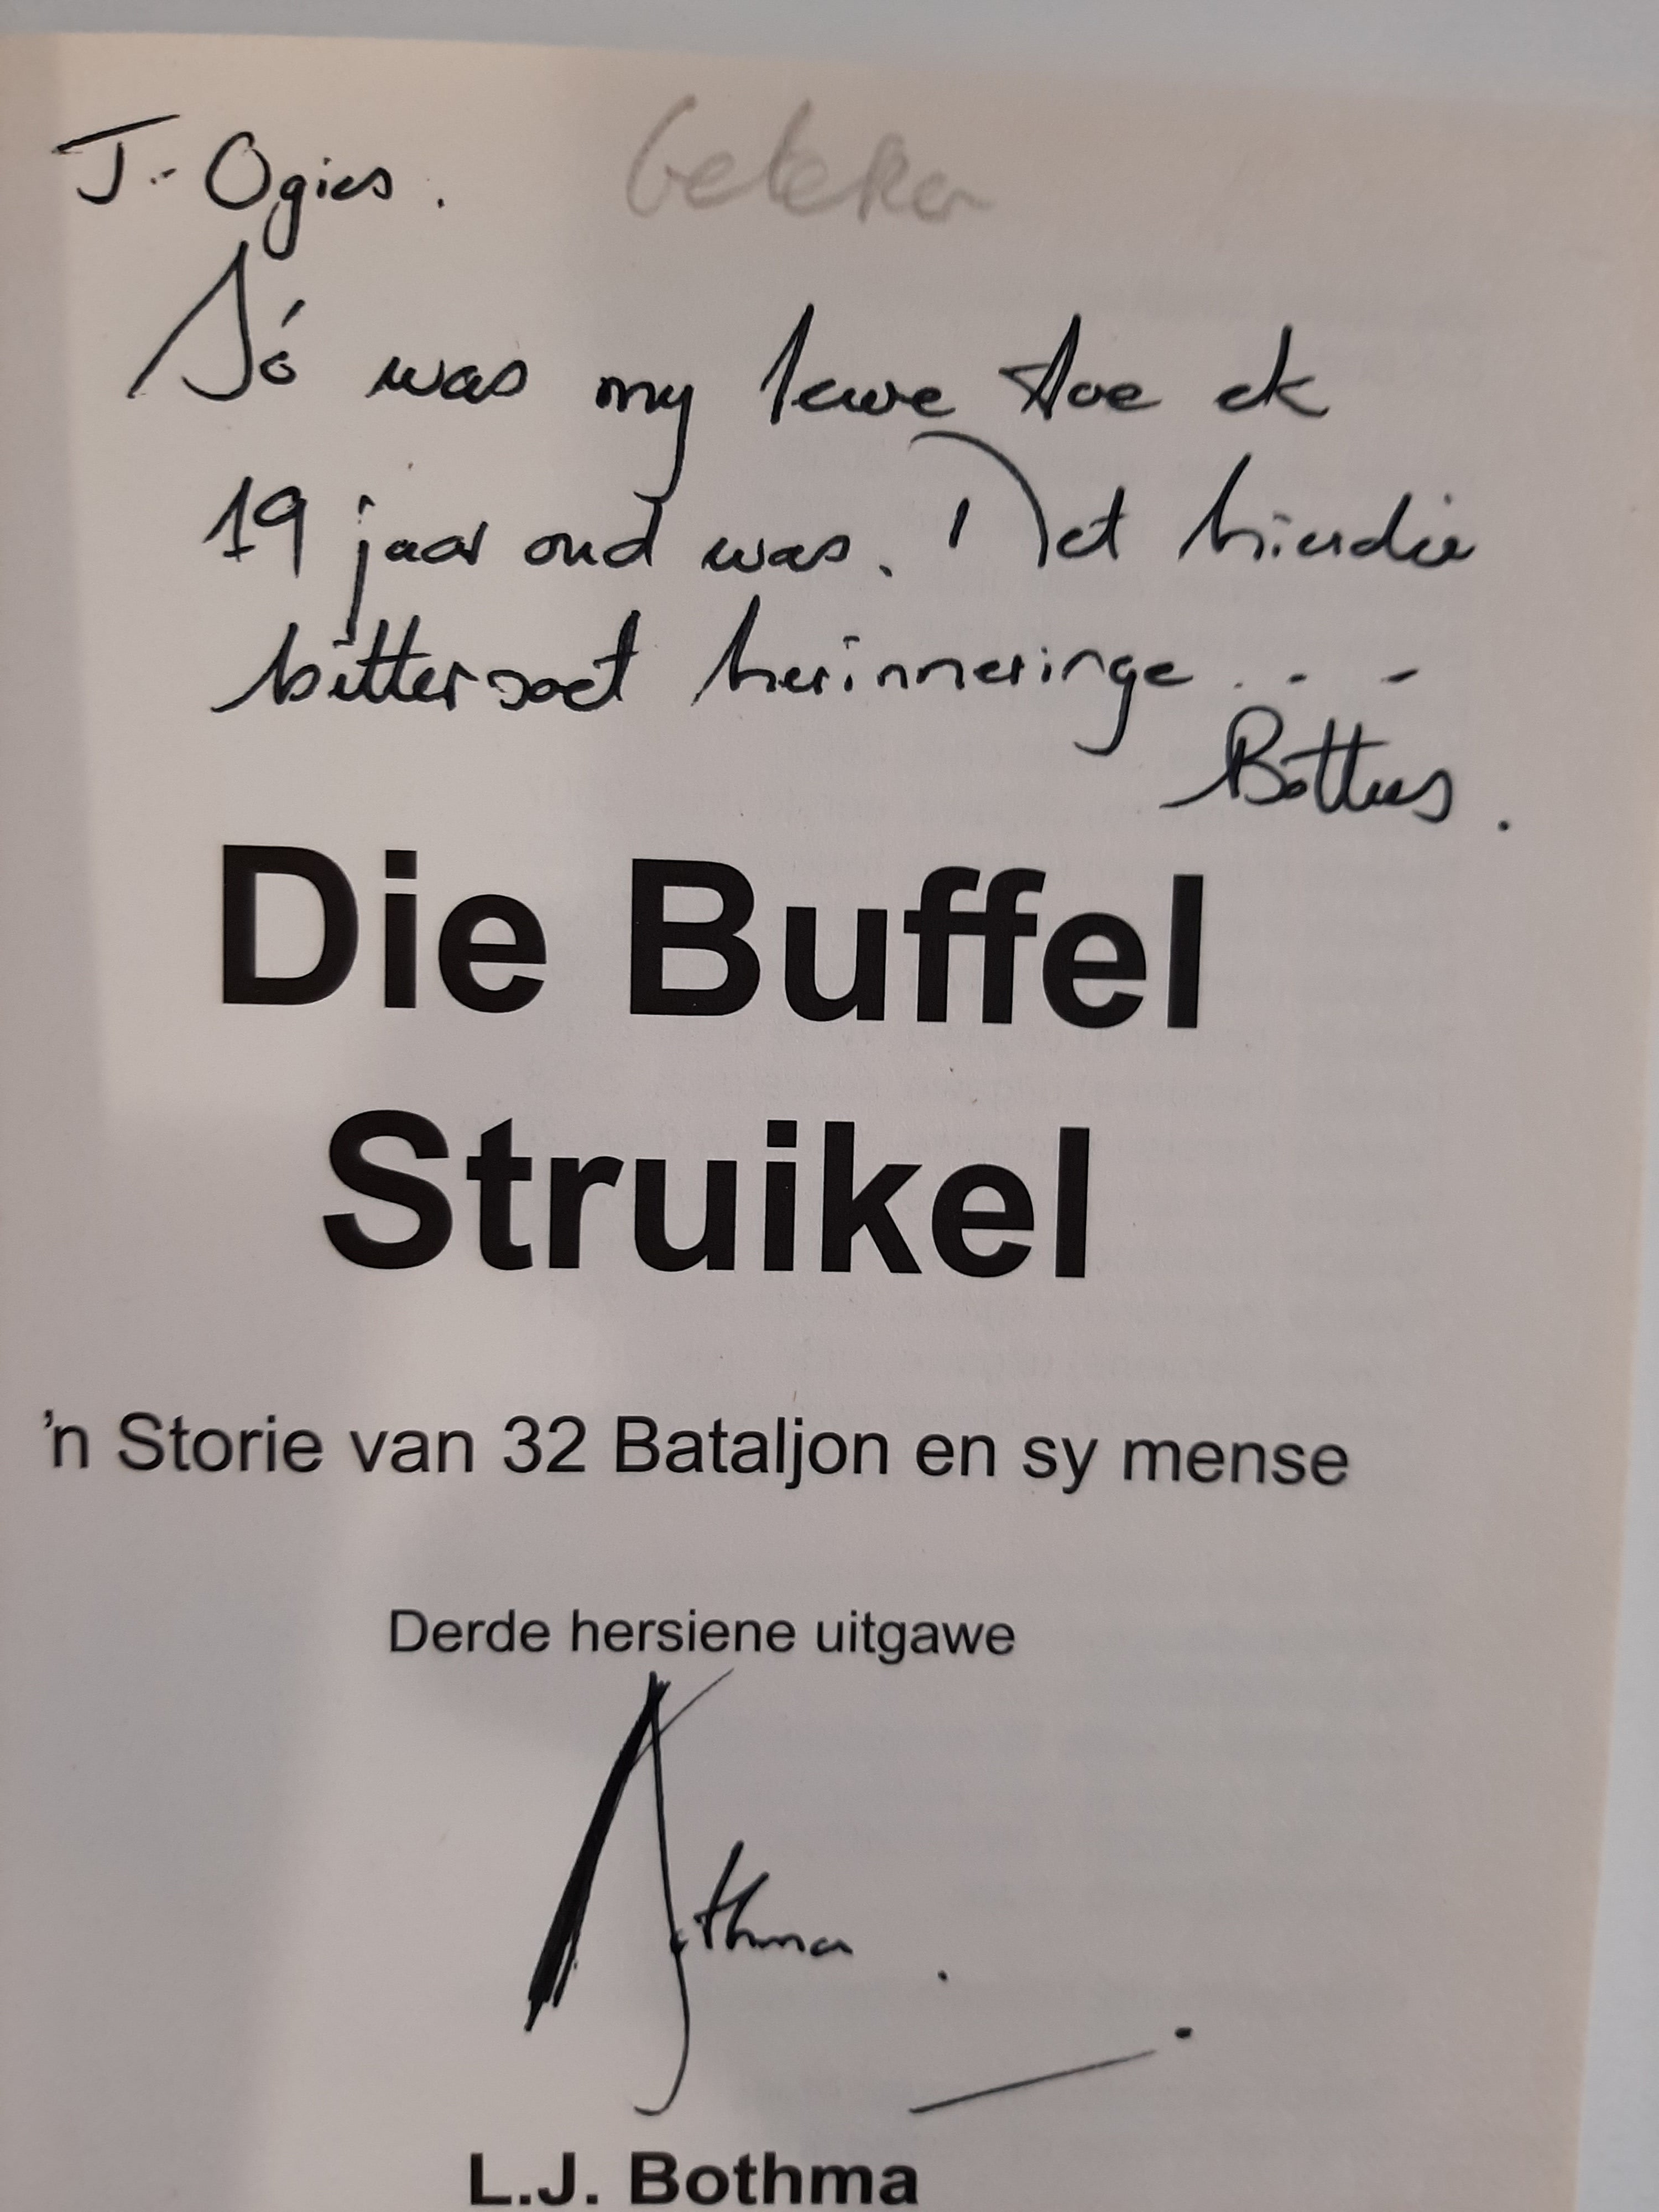 J. Ogies. Geteken
Só was my lewe toe ek
19 jaar oud was. Met hierdie
bittersoet herinneringe . . .
Botties.
Die Buffel
Struikel
'n Storie van 32 Bataljon en sy mense
Derde hersiene uitgawe
L.J. Bothma